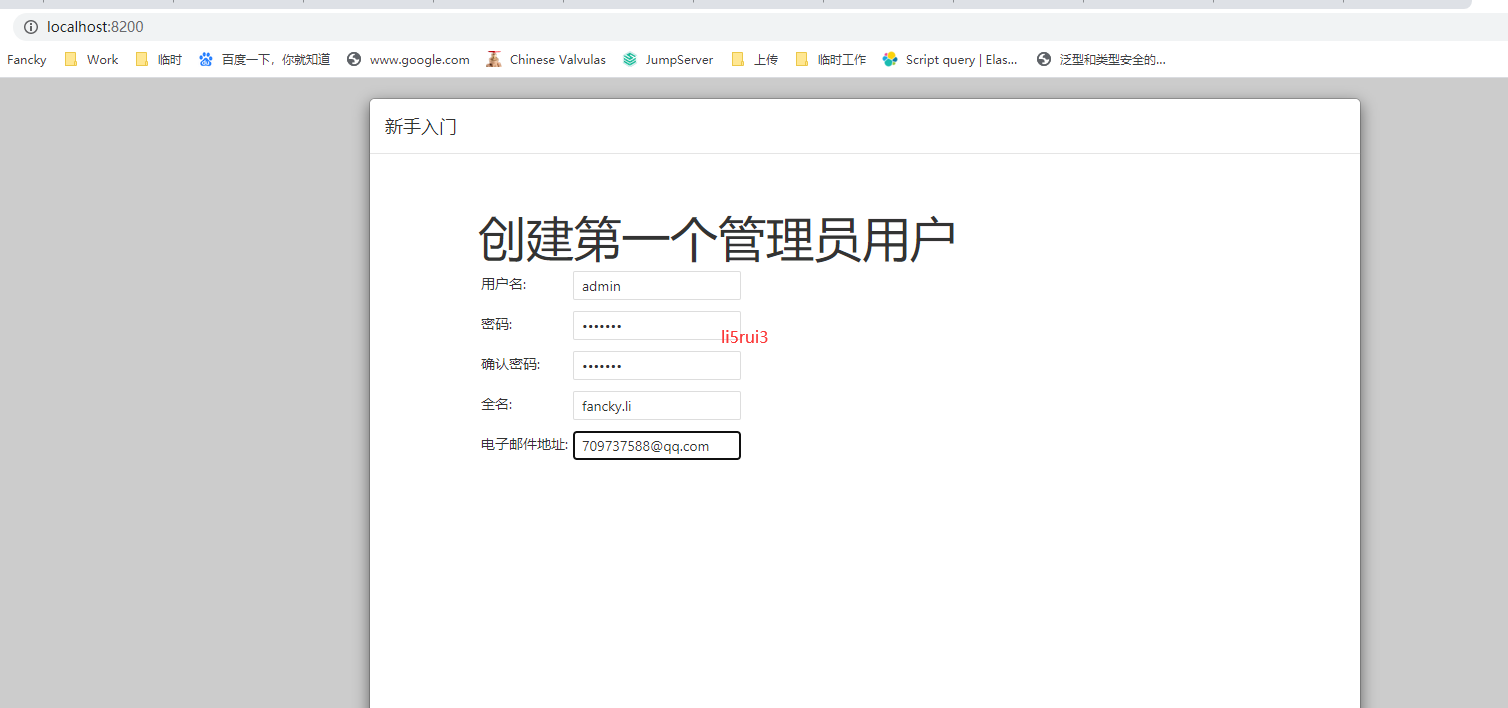 localhost:8200
Fancky Work 临时 百度一下，你就知道 www.google.com Chinese Valvulas JumpServer 上传 临时工作 Script query | Elas... 泛型和类型安全的...
新手入门
创建第一个管理员用户
用户名: admin
密码: •••••••
li5rui3
确认密码: •••••••
全名: fancky.li
电子邮件地址: 709737588@qq.com